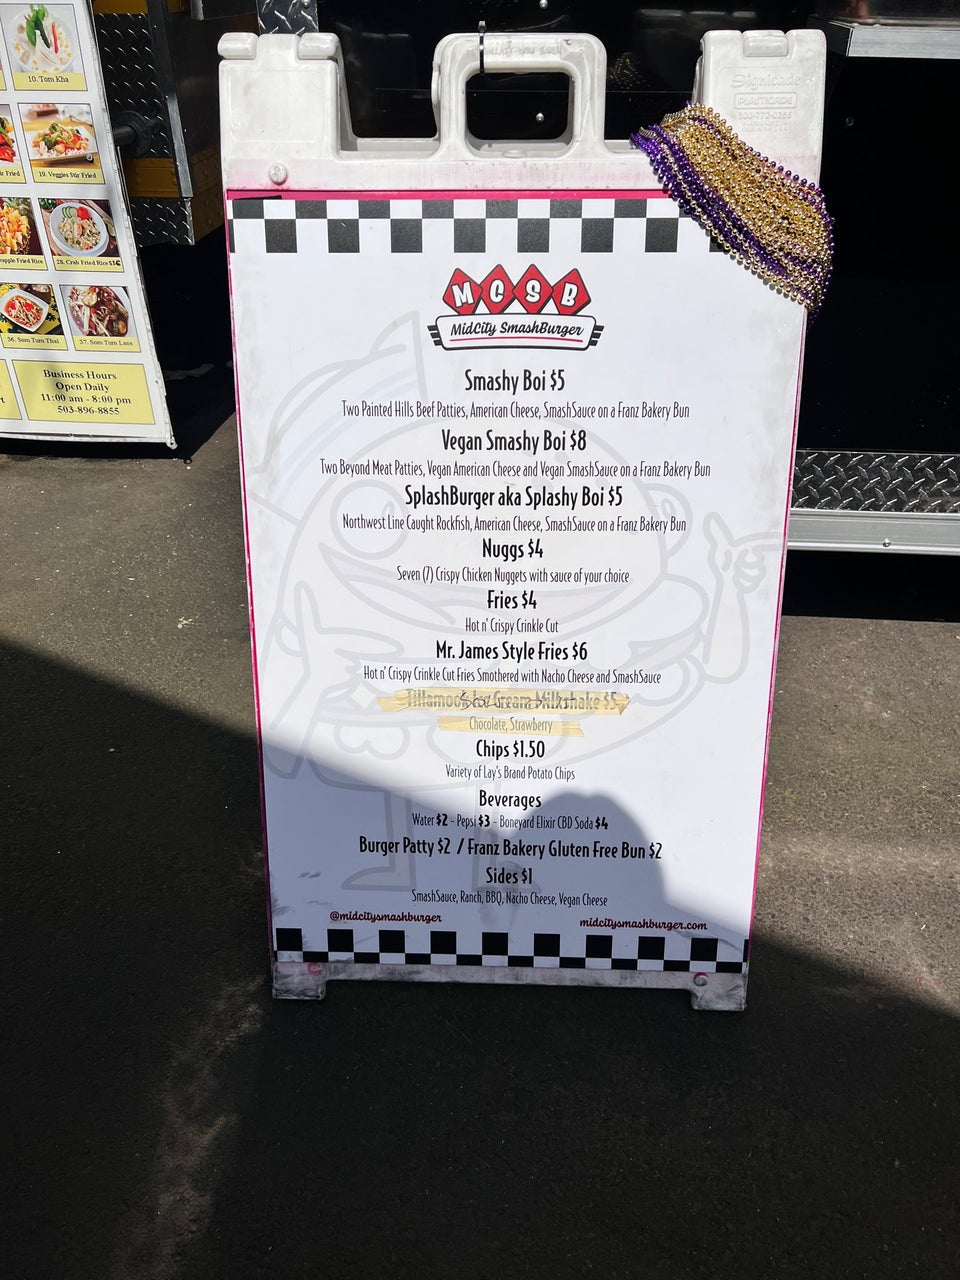 10. Tom Kha
19. Veggies Stir Fried
28. Crab Fried Rice $16
36. Som Tum Thai
37. Som Tum Laos
Business Hours
Open Daily
11:00 am - 8:00 pm
503-896-8855
Signicade
PLASTICADE
MCSB
MidCity SmashBurger
Smashy Boi $5
Two Painted Hills Beef Patties, American Cheese, SmashSauce on a Franz Bakery Bun
Vegan Smashy Boi $8
Two Beyond Meat Patties, Vegan American Cheese and Vegan SmashSauce on a Franz Bakery Bun
SplashBurger aka Splashy Boi $5
Northwest Line Caught Rockfish, American Cheese, SmashSauce on a Franz Bakery Bun
Nuggs $4
Seven (7) Crispy Chicken Nuggets with sauce of your choice
Fries $4
Hot n' Crispy Crinkle Cut
Mr. James Style Fries $6
Hot n' Crispy Crinkle Cut Fries Smothered with Nacho Cheese and SmashSauce
Tillamook Ice Cream Milkshake $5
Chocolate, Strawberry
Chips $1.50
Variety of Lay's Brand Potato Chips
Beverages
Water $2 - Pepsi $3 - Boneyard Elixir CBD Soda $4
Burger Patty $2 / Franz Bakery Gluten Free Bun $2
Sides $1
SmashSauce, Ranch, BBQ, Nacho Cheese, Vegan Cheese
@midcitysmashburger
midcitysmashburger.com